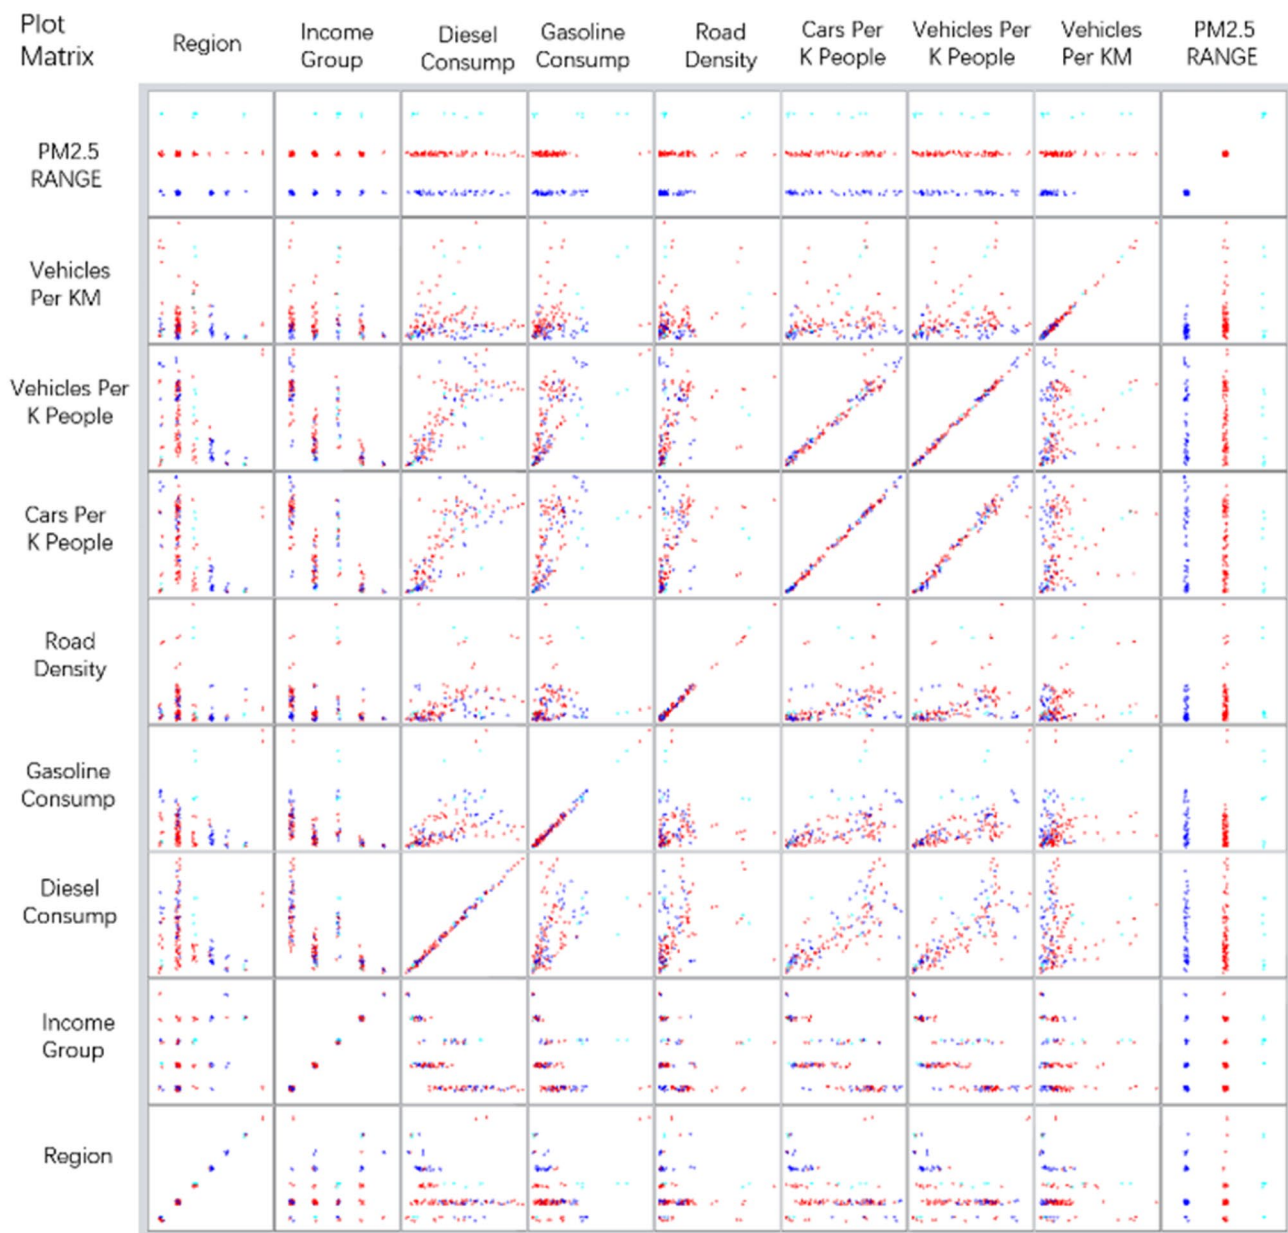 Plot
Matrix
Region
Income
Group
Diesel
Consump
Gasoline
Consump
Road
Density
Cars Per
K People
Vehicles Per
K People
Vehicles
Per KM
PM2.5
RANGE
PM2.5
RANGE
Vehicles
Per KM
Vehicles Per
K People
Cars Per
K People
Road
Density
Gasoline
Consump
Diesel
Consump
Income
Group
Region